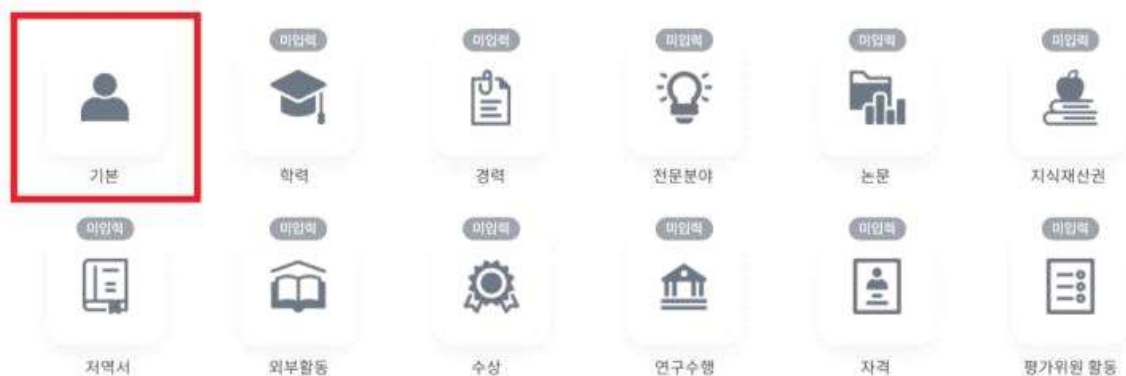 미입력 미입력 미입력 미입력 미입력
기본 학력 경력 전문분야 논문 지식재산권
미입력 미입력 미입력 미입력 미입력 미입력
저역서 외부활동 수상 연구수행 자격 평가위원 활동